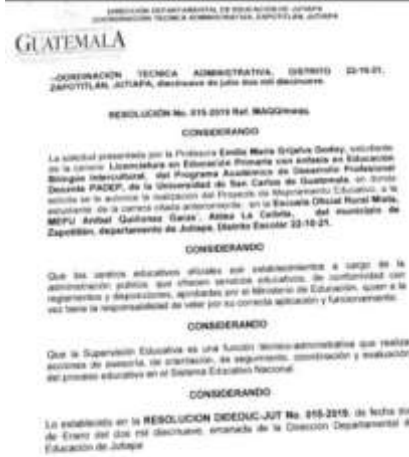 DIRECCIÓN DEPARTAMENTAL DE EDUCACIÓN DE JUTIAPA
COORDINACIÓN TÉCNICA ADMINISTRATIVA, ZAPOTITLÁN, JUTIAPA
GUATEMALA
-COORDINACIÓN TÉCNICA ADMINISTRATIVA, DISTRITO 22-10-21,
ZAPOTITLÁN, JUTIAPA, diecinueve de julio dos mil diecinueve.
RESOLUCIÓN No. 015-2019 Ref. MAQQ/maqq.
CONSIDERANDO
La solicitud presentada por la Profesora Emilia María Grijalva Godoy, estudiante
de la carrera Licenciatura en Educación Primaria con énfasis en Educación
Bilingüe Intercultural, del Programa Académico de Desarrollo Profesional
Docente PADEP, de la Universidad de San Carlos de Guatemala, en donde
solicita se le autorice la realización del Proyecto de Mejoramiento Educativo, a la
estudiante de la carrera citada anteriormente, en la Escuela Oficial Rural Mixta,
MEPU Aníbal Quiñonez Garza, Aldea La Ceibita, del municipio de
Zapotitlán, departamento de Jutiapa, Distrito Escolar 22-10-21.
CONSIDERANDO
Que los centros educativos oficiales son establecimientos a cargo de la
administración pública que ofrecen servicios educativos, de conformidad con
reglamentos y disposiciones, aprobadas por el Ministerio de Educación, quien a la
vez tiene la responsabilidad de velar por su correcta aplicación y funcionamiento.
CONSIDERANDO
Que la Supervisión Educativa es una función técnico-administrativa que realiza
acciones de asesoría, de orientación, de seguimiento, coordinación y evaluación
del proceso educativo en el Sistema Educativo Nacional.
CONSIDERANDO
Lo establecido en la RESOLUCION DIDEDUC-JUT No. 015-2019, de fecha
de Enero del dos mil diecinueve, emanada de la Dirección Departamental d
Educación de Jutiapa